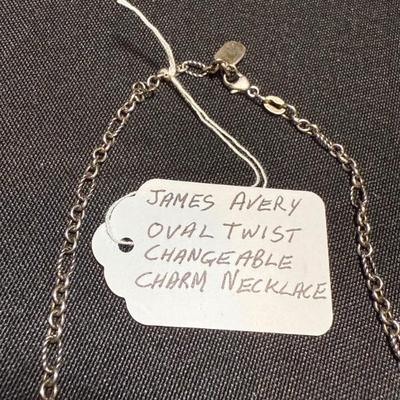 JAMES AVERY
OVAL TWIST
CHANGEABLE
CHARM NECKLACE